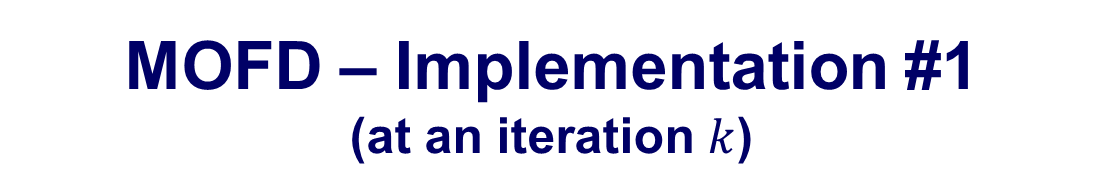 MOFD – Implementation #1
(at an iteration 𝑘)